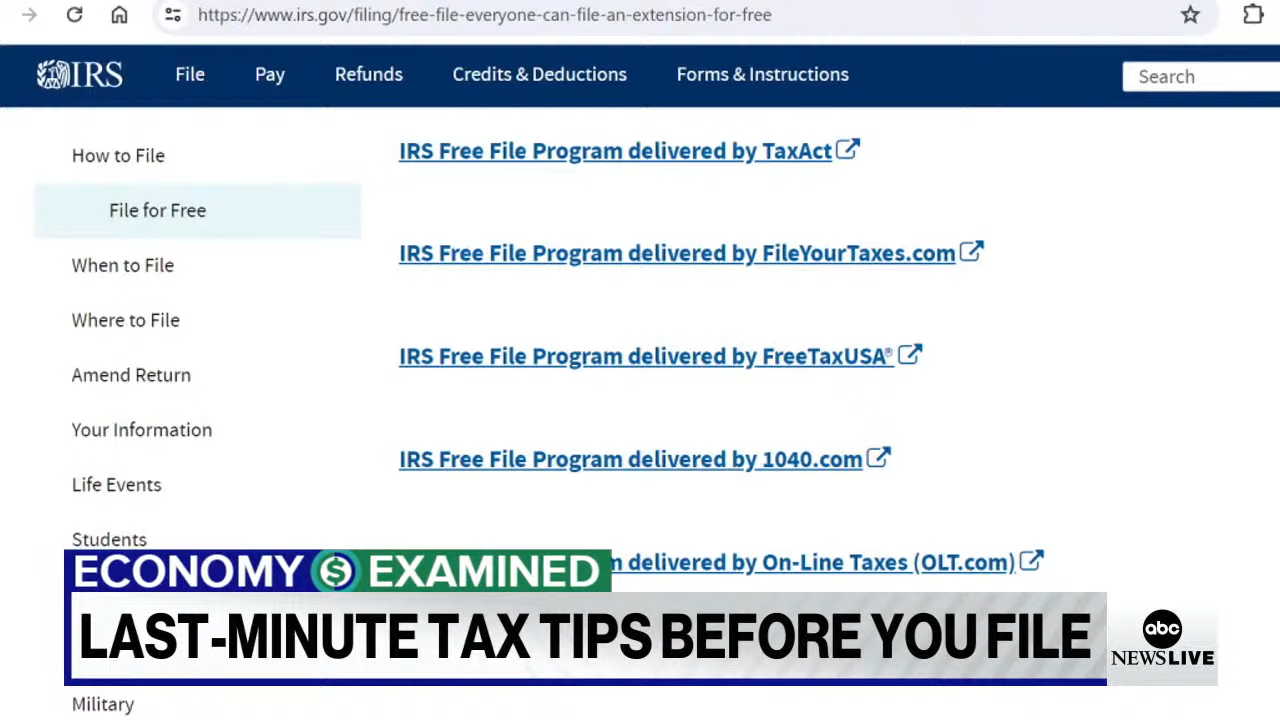 https://www.irs.gov/filing/free-file-everyone-can-file-an-extension-for-free
IRS
File
Pay
Refunds
Credits & Deductions
Forms & Instructions
Search
How to File
File for Free
When to File
Where to File
Amend Return
Your Information
Life Events
Students
Military
IRS Free File Program delivered by TaxAct
IRS Free File Program delivered by FileYourTaxes.com
IRS Free File Program delivered by FreeTaxUSA®
IRS Free File Program delivered by 1040.com
m delivered by On-Line Taxes (OLT.com)
ECONOMY $ EXAMINED
LAST-MINUTE TAX TIPS BEFORE YOU FILE
abc
NEWS LIVE